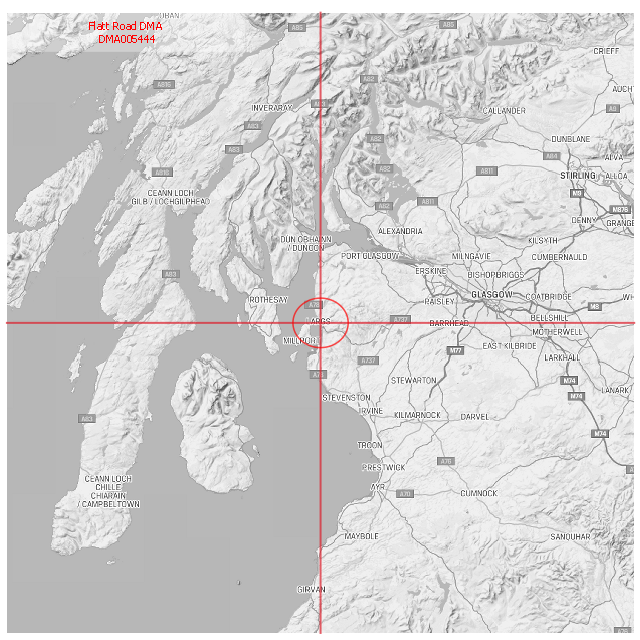 OBAN
A85
A85
Flatt Road DMA
DMA005444
CRIEFF
A82
A816
INVERARAY
A83
CALLANDER
A9
A83
A82
DUNBLANE
A83
A84
ALVA
A816
A82
A811
STIRLING
ALLOA
M9
CEANN LOCH
GILB / LOCHGILPHEAD
A82
A811
M876
DENNY
ALEXANDRIA
KILSYTH
DUN OBHAINN
/ DUNOON
PORT GLASGOW
MILNGAVIE
CUMBERNAULD
ERSKINE
BISHOPBRIGGS
A83
ROTHESAY
GLASGOW
COATBRIDGE
A78
PAISLEY
M8
ARGS
A737
BARRHEAD
BELLSHILL
MOTHERWELL
MILLPORT
EAST KILBRIDE
M77
LARKHALL
A737
A78
STEWARTON
M74
LANARK
STEVENSTON
M74
IRVINE
KILMARNOCK
DARVEL
A83
M74
TROON
A76
PRESTWICK
CEANN LOCH
CHILLE
CHIARAIN
/ CAMPBELTOWN
AYR
A70
CUMNOCK
MAYBOLE
SANQUHAR
GIRVAN
A76